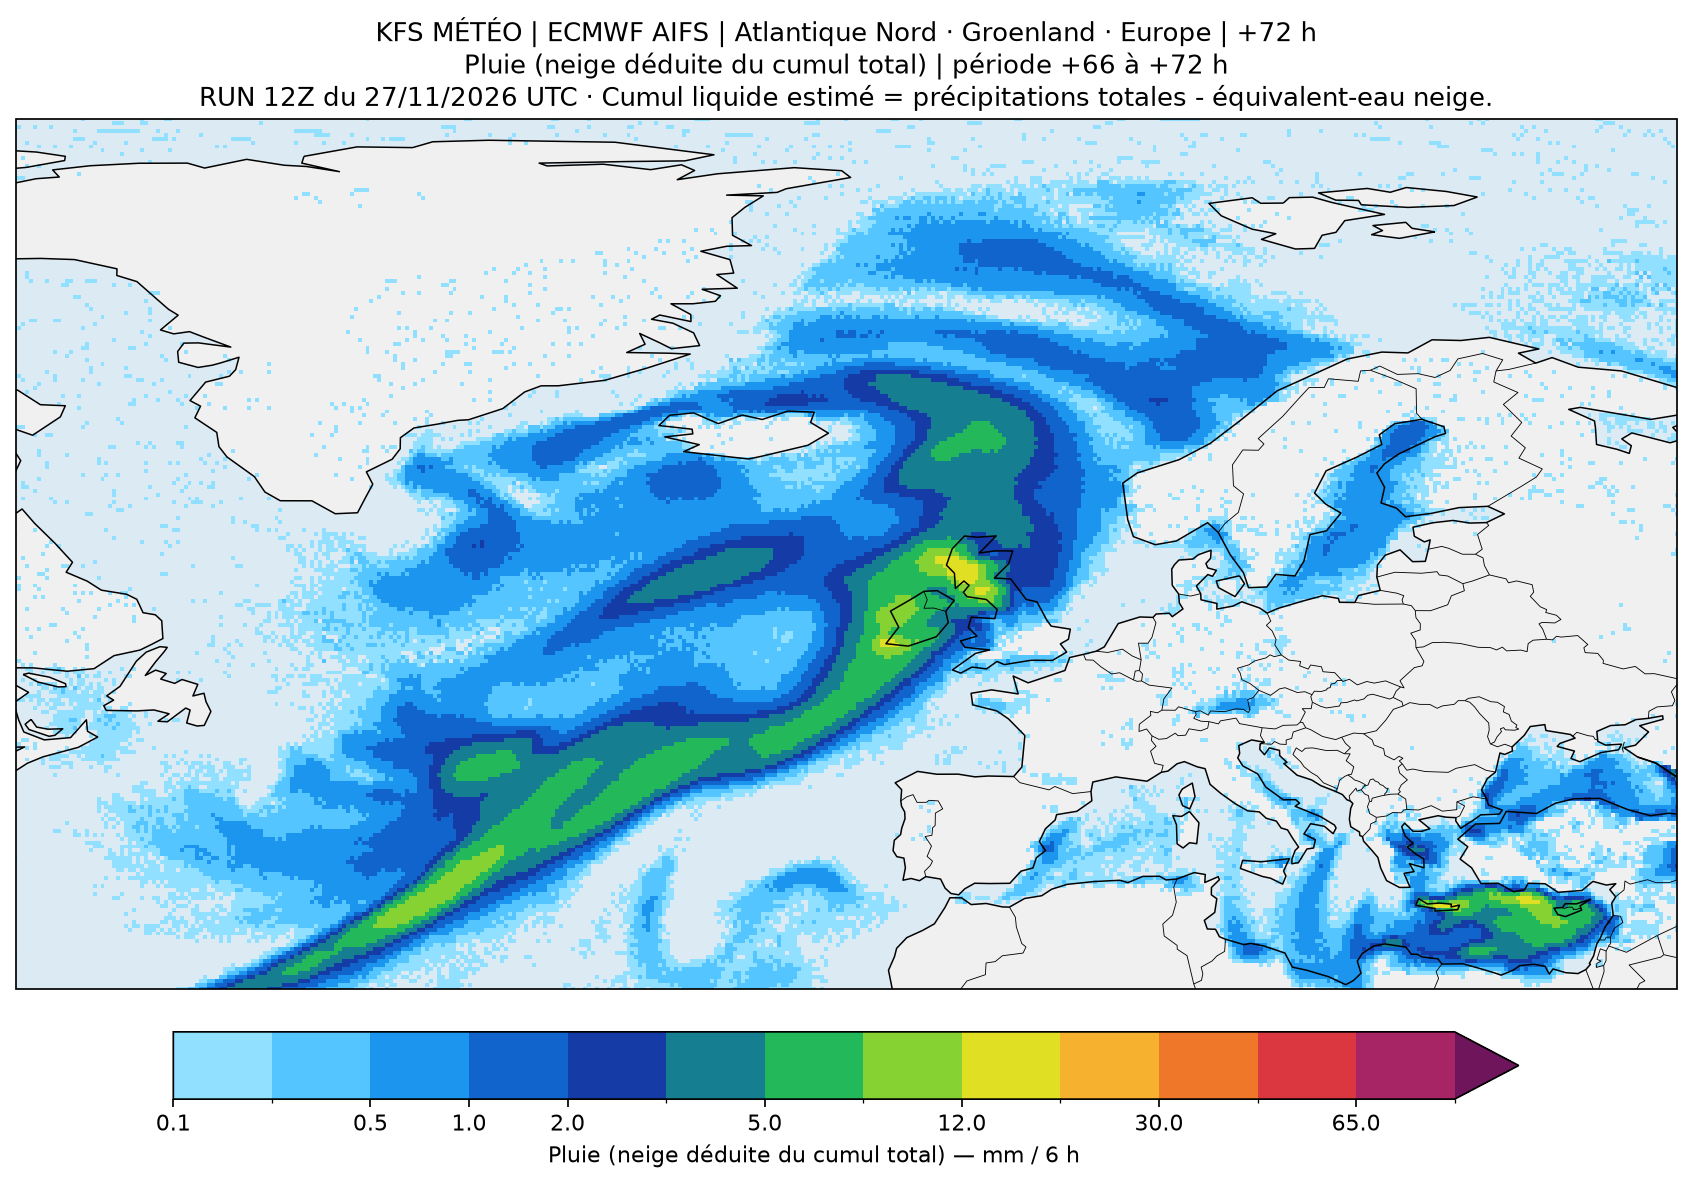 KFS MÉTÉO | ECMWF AIFS | Atlantique Nord · Groenland · Europe | +72 h
Pluie (neige déduite du cumul total) | période +66 à +72 h
RUN 12Z du 27/11/2026 UTC · Cumul liquide estimé = précipitations totales - équivalent-eau neige.
0.1 0.5 1.0 2.0 5.0 12.0 30.0 65.0
Pluie (neige déduite du cumul total) — mm / 6 h